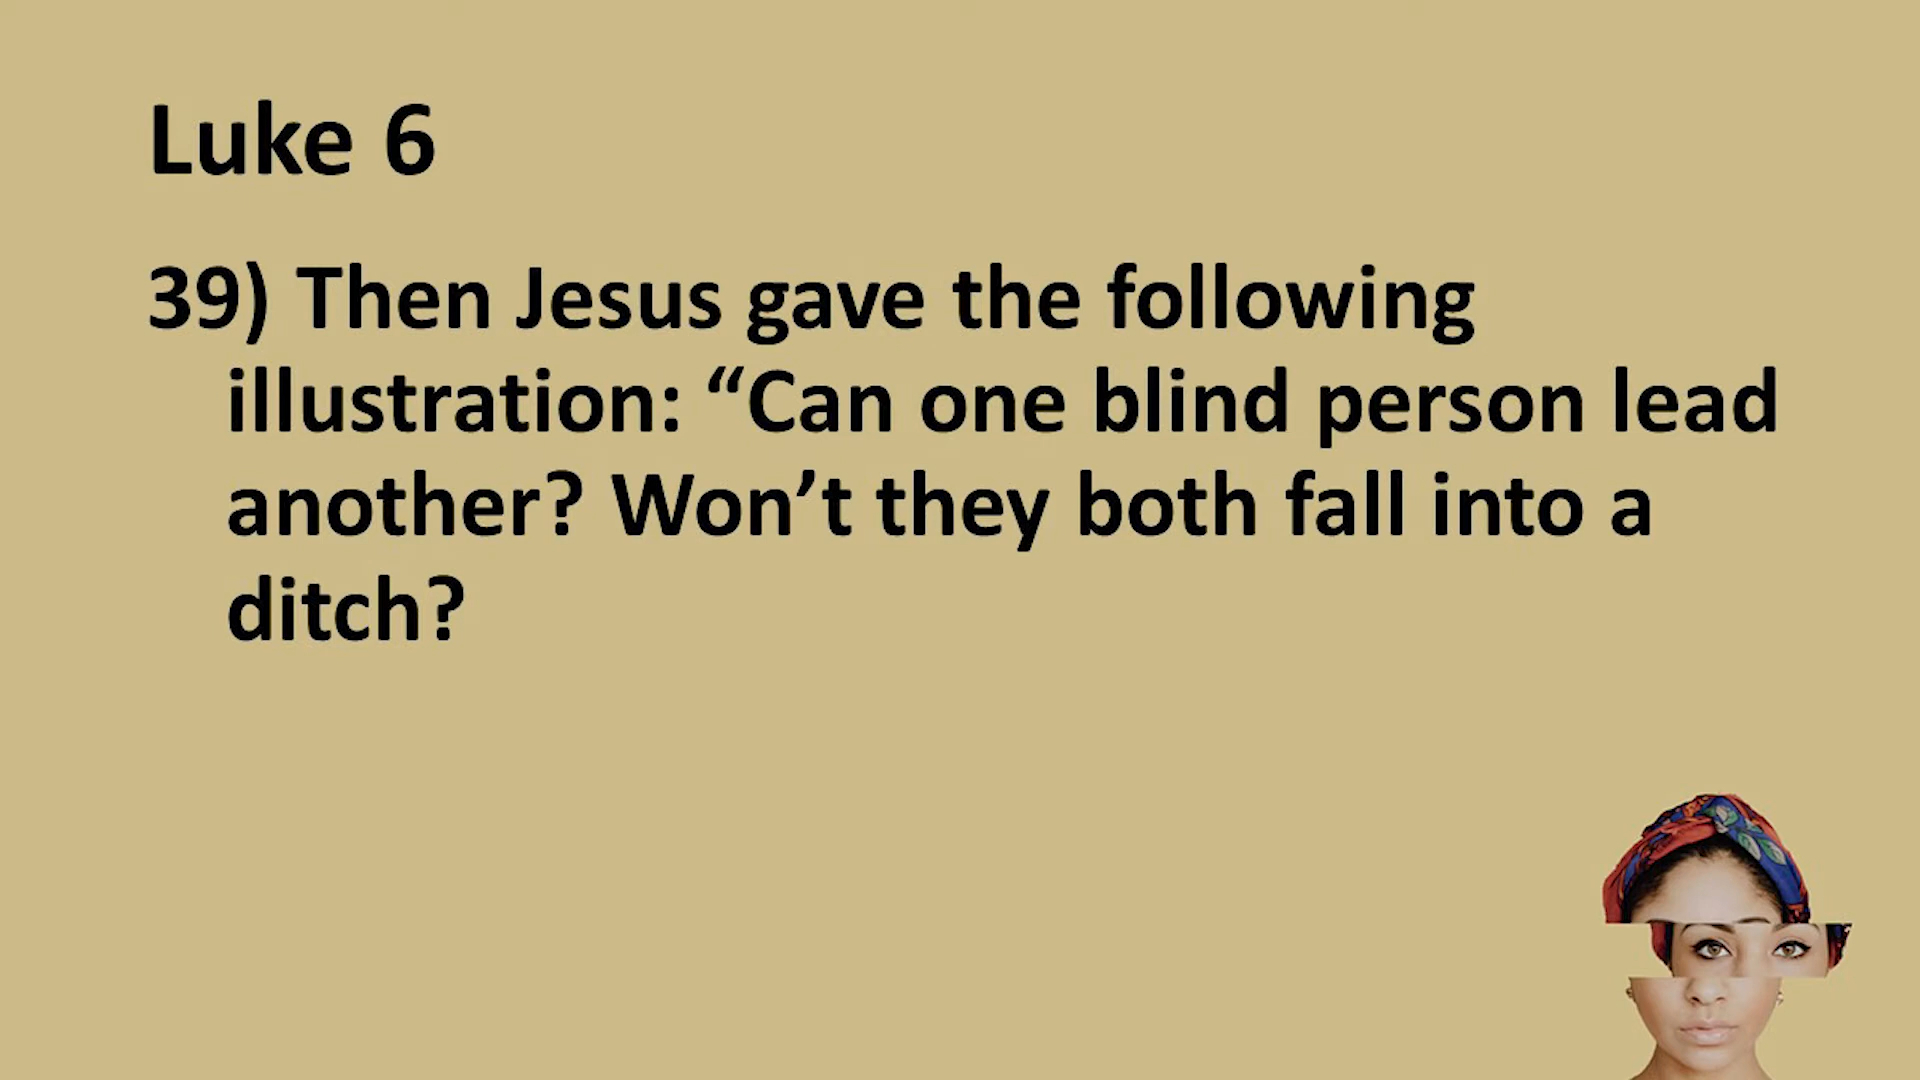 Luke 6
39) Then Jesus gave the following
illustration: “Can one blind person lead
another? Won’t they both fall into a
ditch?